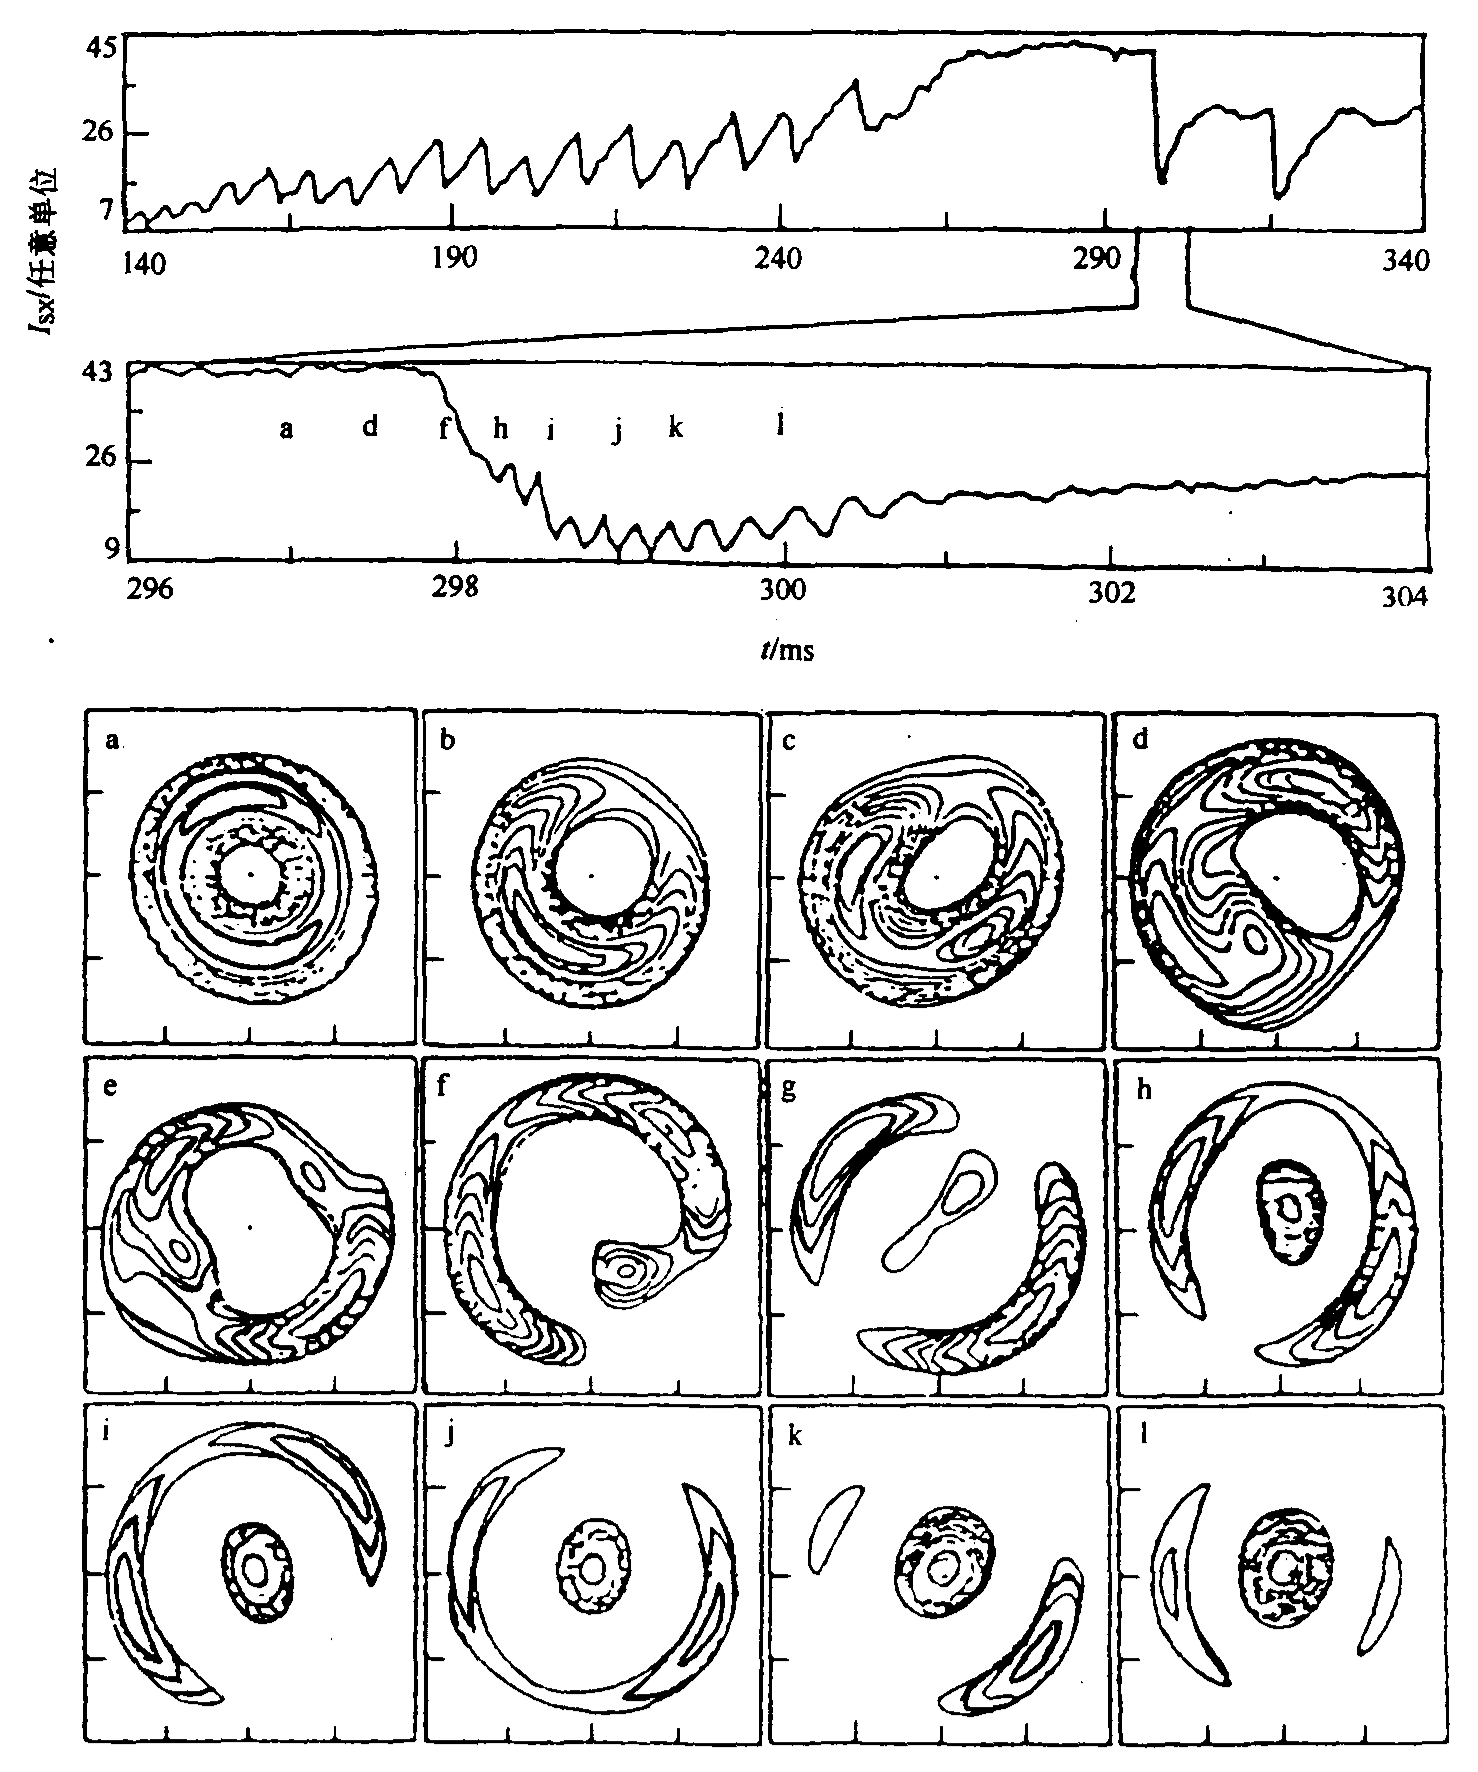 45
26
7
140 190 240 290 340
I_SX/任意单位
43
a d f h i j k l
26
9
296 298 300 302 304
t/ms
a b c d
e f g h
i j k l